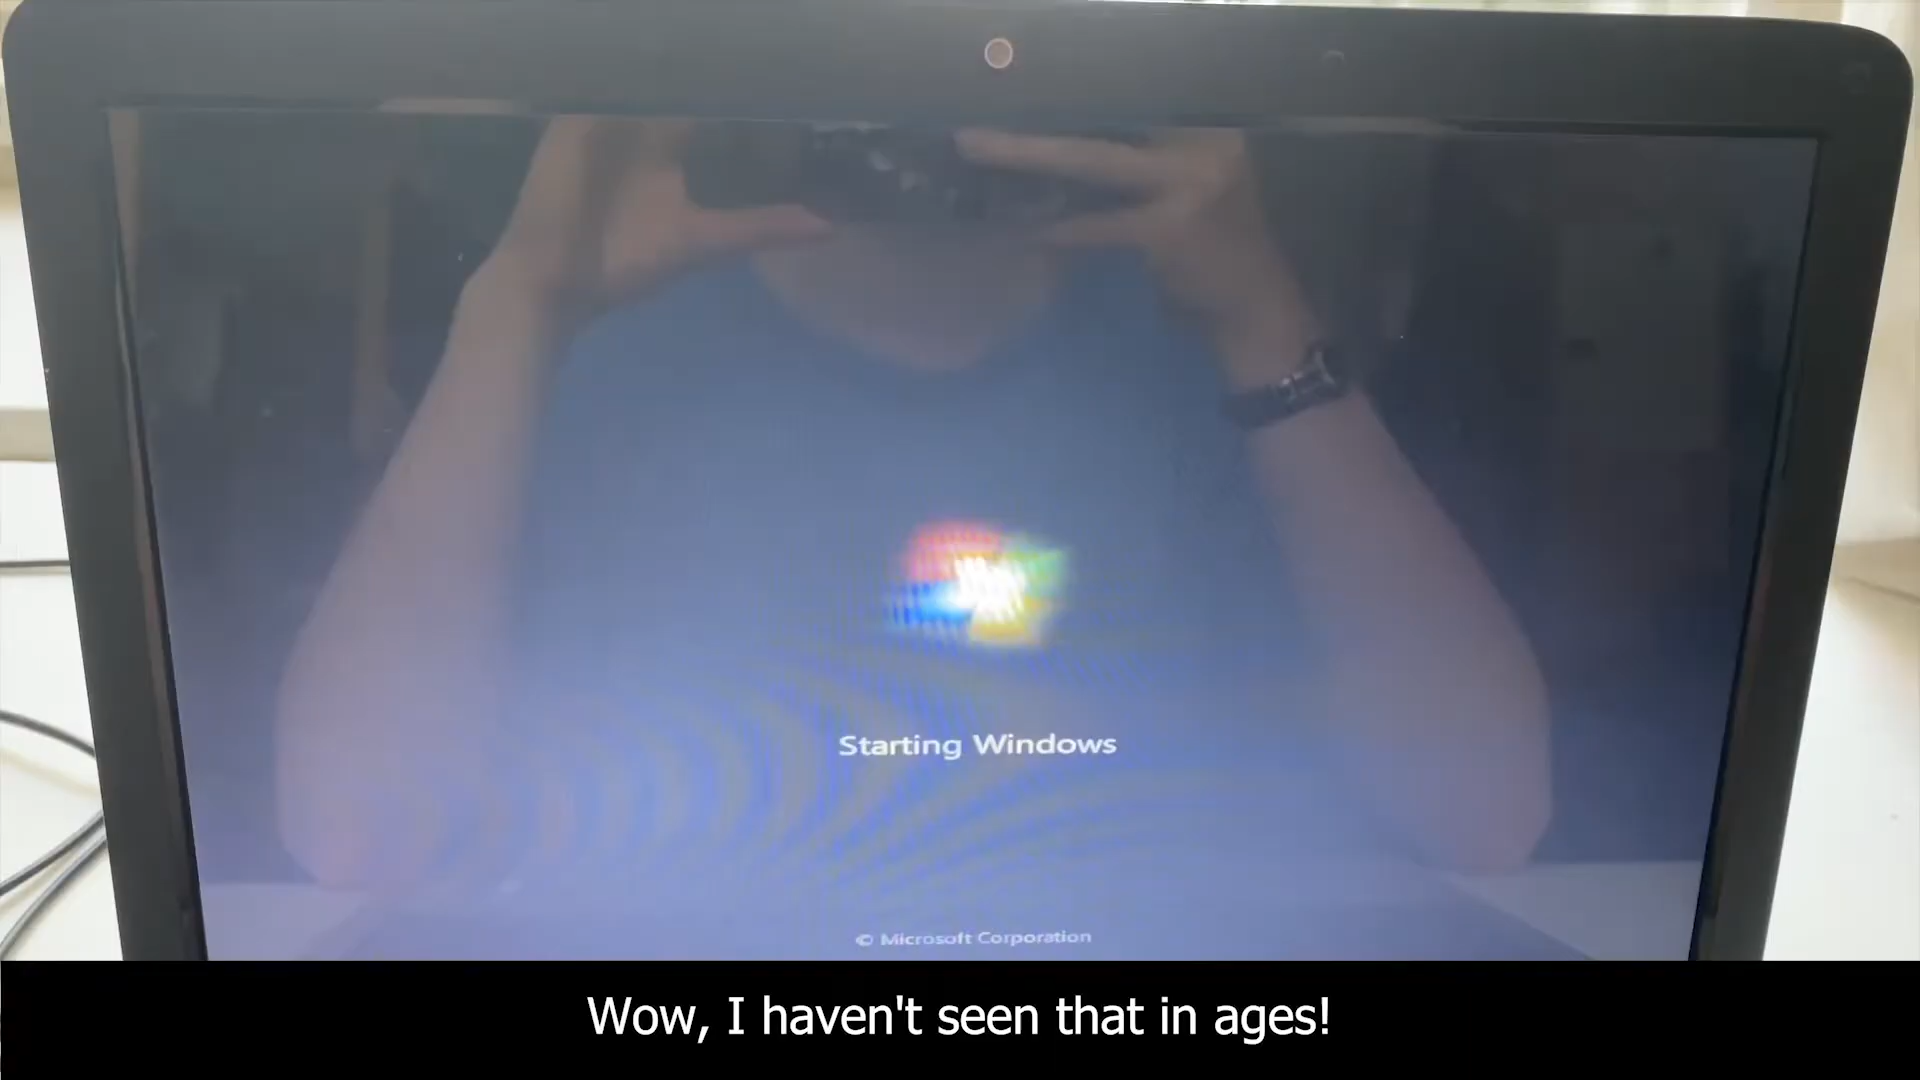 Starting Windows
© Microsoft Corporation
Wow, I haven't seen that in ages!